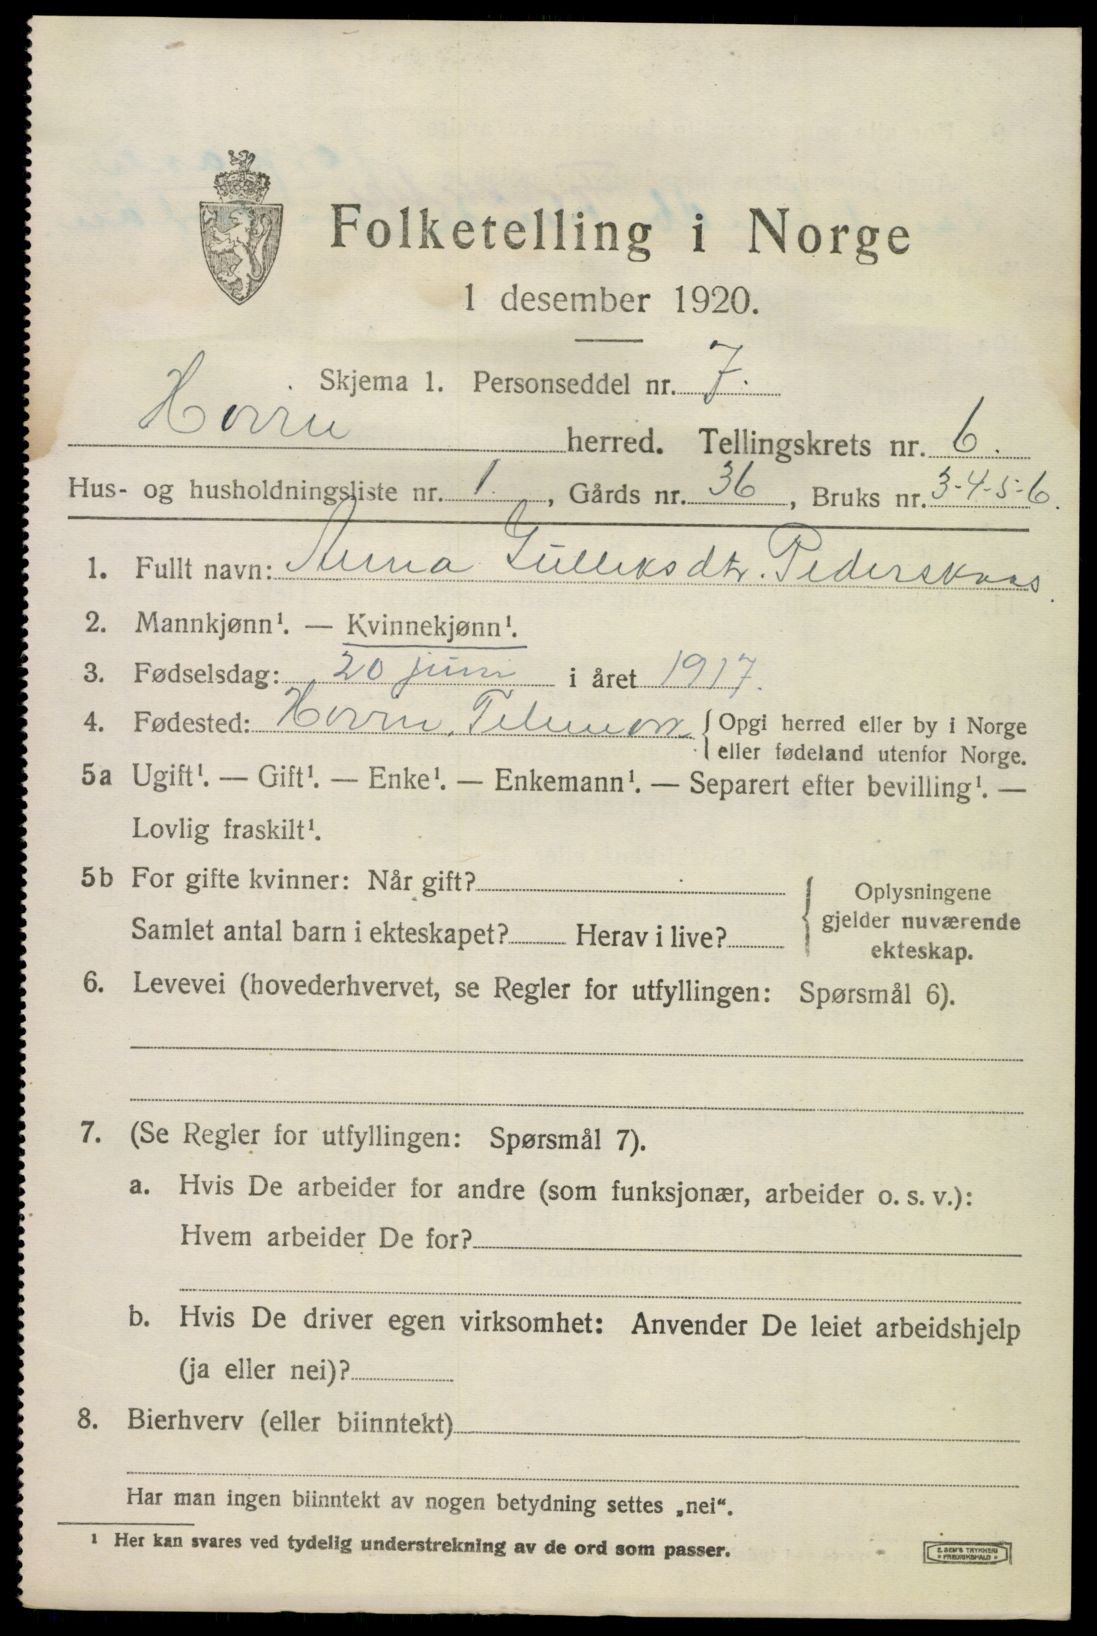 Folketelling i Norge
1 desember 1920.
Skjema 1. Personseddel nr. 7.
Hovin herred. Tellingskrets nr. 6.
Hus- og husholdningsliste nr. 1., Gårds nr. 36, Bruks nr. 3-4-5-6.
1. Fullt navn: Anna Gulleiksdtr. Pederskaas
2. Mannkjønn¹. — Kvinnekjønn¹.
3. Fødselsdag: 20 juni i året 1917.
4. Fødested: Hovin, Telemark { Opgi herred eller by i Norge
eller fødeland utenfor Norge.
5a Ugift¹. — Gift¹. — Enke¹. — Enkemann¹. — Separert efter bevilling¹. —
Lovlig fraskilt¹.
5b For gifte kvinner: Når gift?
Samlet antal barn i ekteskapet? Herav i live?
{ Oplysningene
gjelder nuværende
ekteskap.
6. Levevei (hovederhvervet, se Regler for utfyllingen: Spørsmål 6).
7. (Se Regler for utfyllingen: Spørsmål 7).
a. Hvis De arbeider for andre (som funksjonær, arbeider o. s. v.):
Hvem arbeider De for?
b. Hvis De driver egen virksomhet: Anvender De leiet arbeidshjelp
(ja eller nei)?
8. Bierhverv (eller biinntekt)
Har man ingen biinntekt av nogen betydning settes „nei“.
¹ Her kan svares ved tydelig understrekning av de ord som passer.
E. SEM'S TRYKKERI
• FREDRIKSHALD •